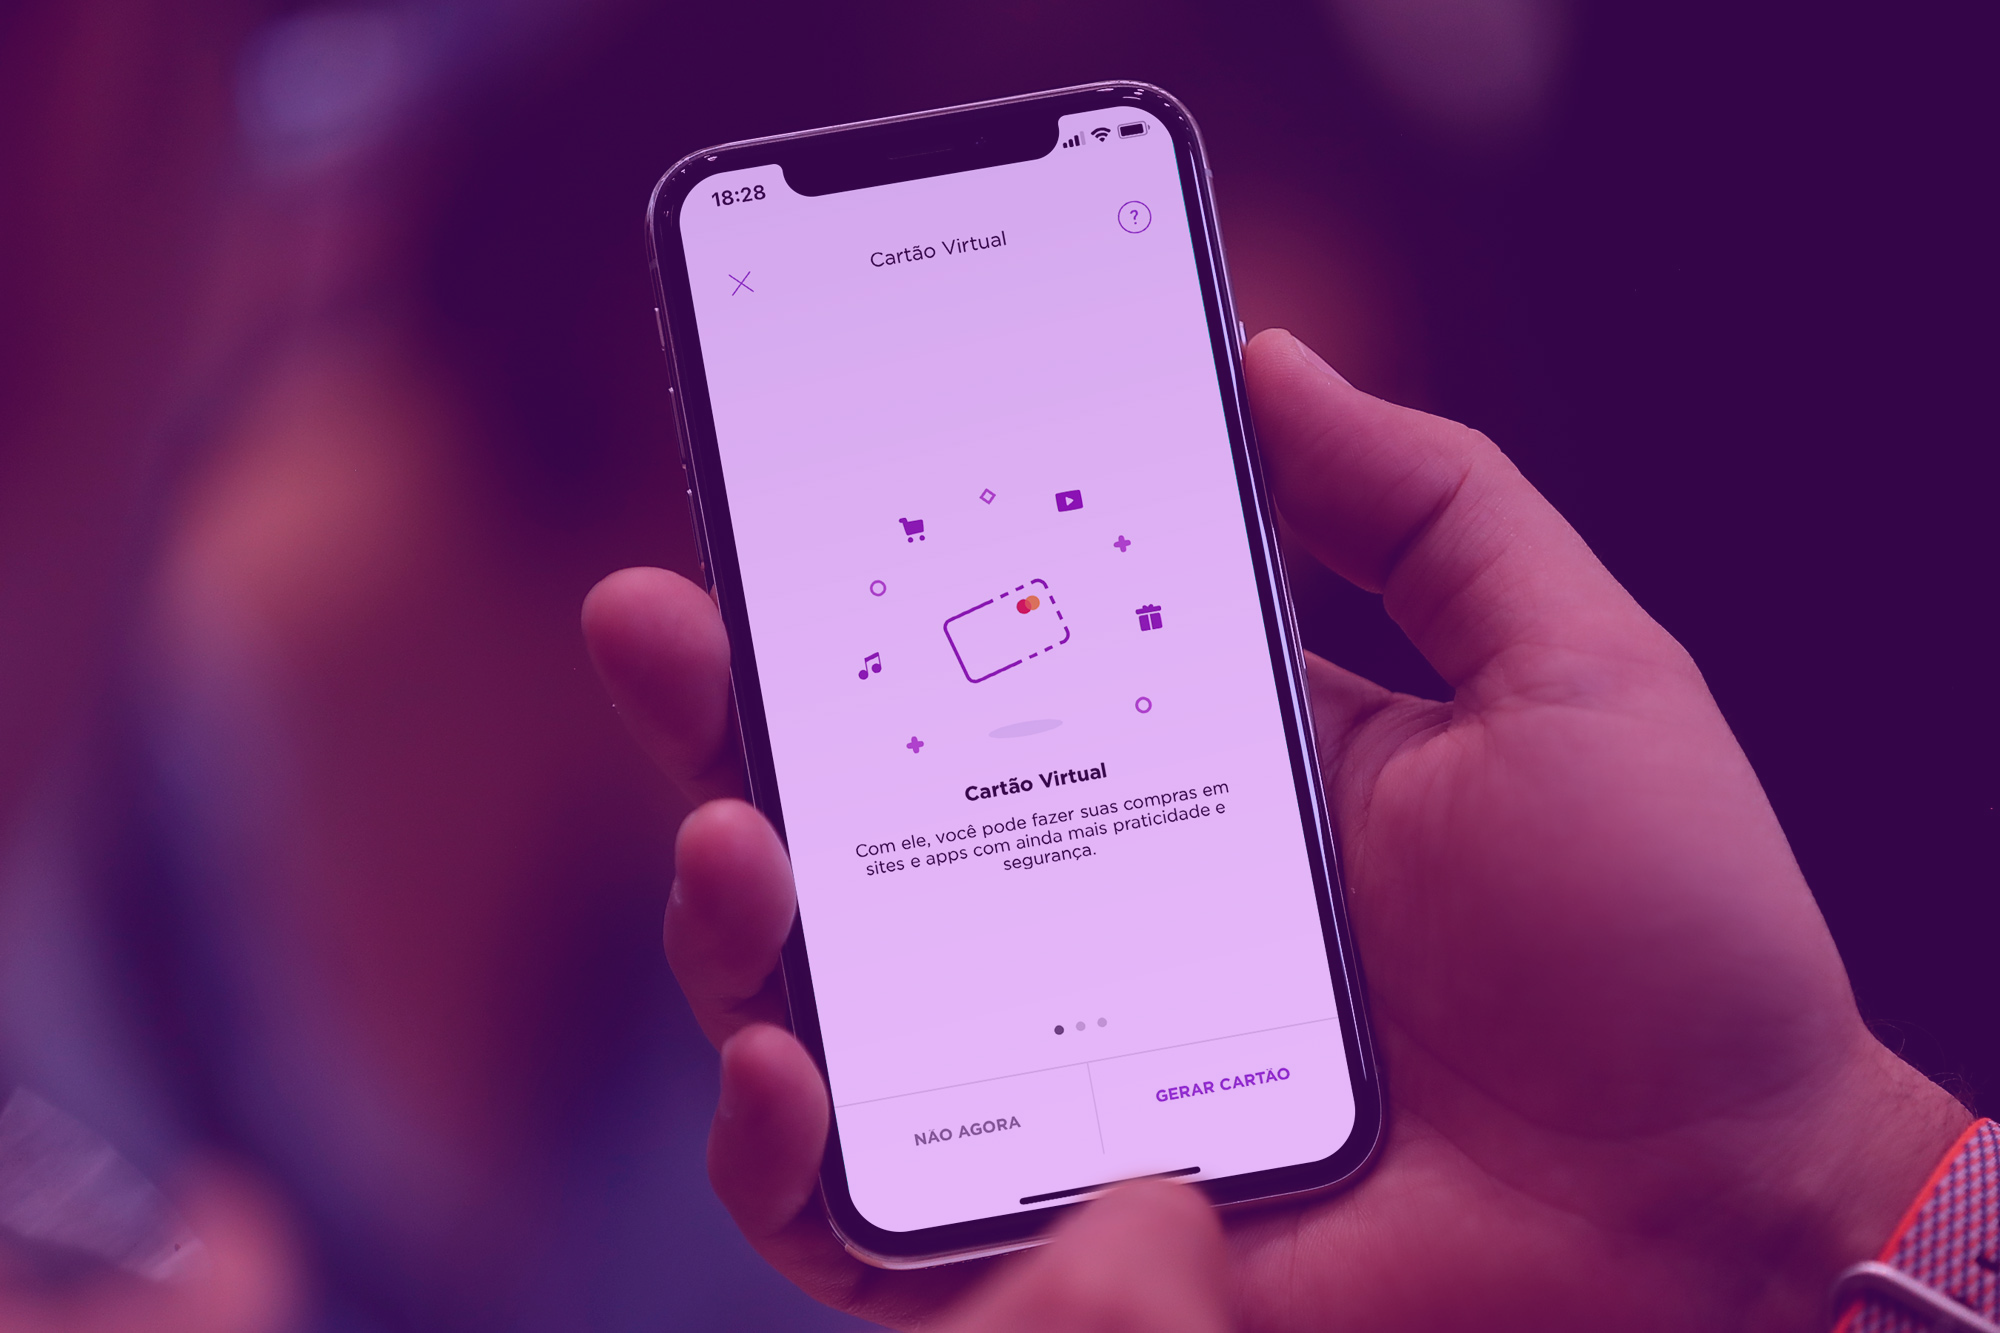 18:28
Cartão Virtual
Cartão Virtual
Com ele, você pode fazer suas compras em
sites e apps com ainda mais praticidade e
segurança.
NÃO AGORA
GERAR CARTÃO